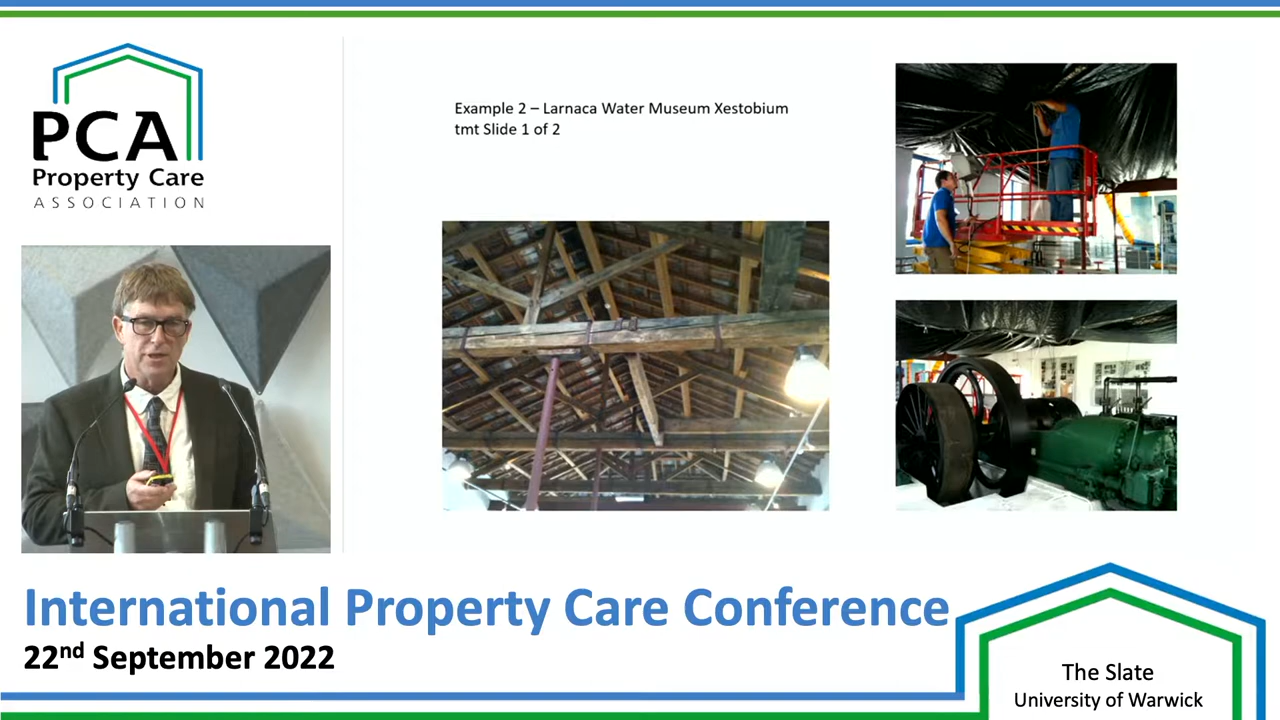 PCA
Property Care
ASSOCIATION
Example 2 – Larnaca Water Museum Xestobium
tmt Slide 1 of 2
International Property Care Conference
22nd September 2022
The Slate
University of Warwick